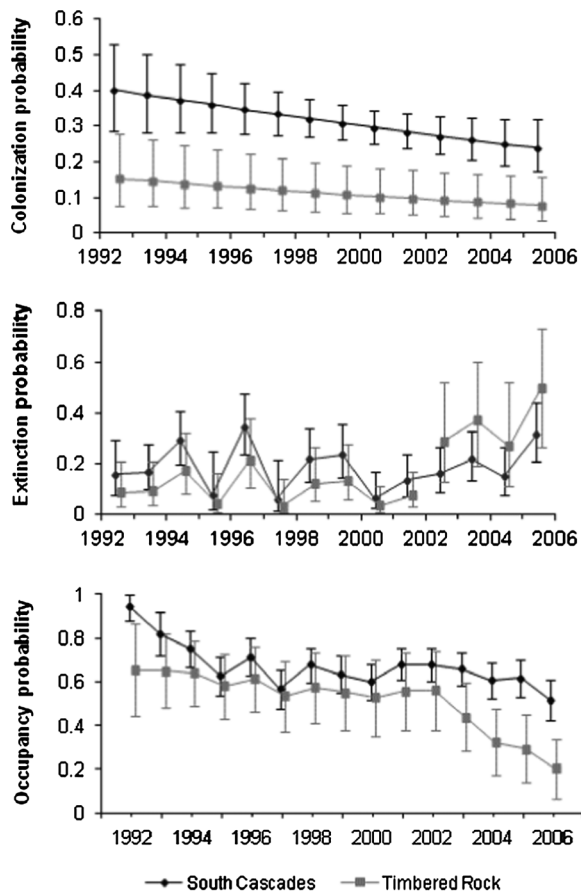 Colonization probability
0.6
0.5
0.4
0.3
0.2
0.1
0
1992 1994 1996 1998 2000 2002 2004 2006
Extinction probability
0.8
0.6
0.4
0.2
0
1992 1994 1996 1998 2000 2002 2004 2006
Occupancy probability
1
0.8
0.6
0.4
0.2
0
1992 1994 1996 1998 2000 2002 2004 2006
South Cascades Timbered Rock